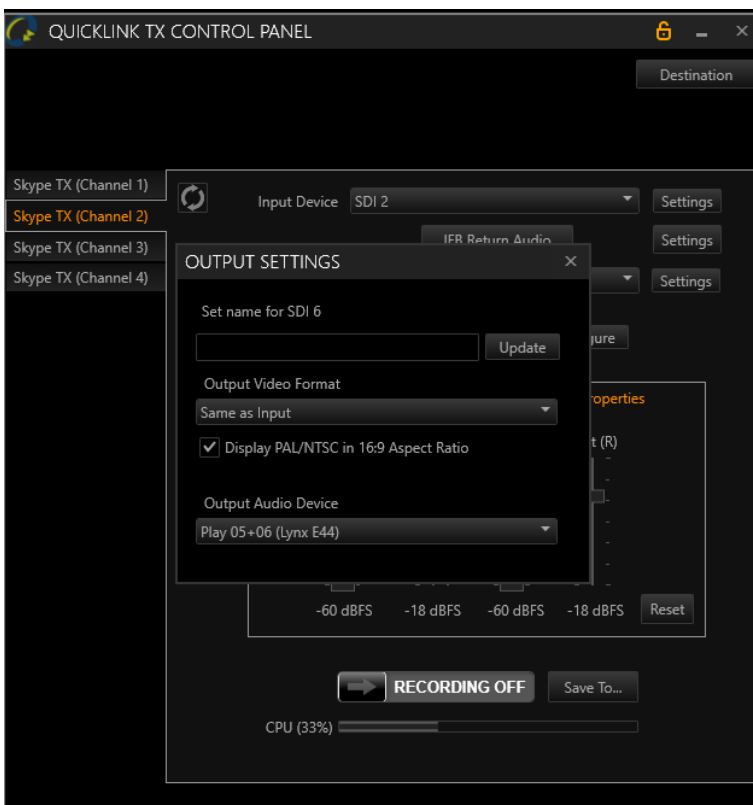 QUICKLINK TX CONTROL PANEL
Destination
Skype TX (Channel 1)
Skype TX (Channel 2)
Skype TX (Channel 3)
Skype TX (Channel 4)
Input Device SDI 2 Settings
IFB Return Audio Settings
Settings
OUTPUT SETTINGS
Set name for SDI 6
Update
Output Video Format
Same as Input
Display PAL/NTSC in 16:9 Aspect Ratio
Output Audio Device
Play 05+06 (Lynx E44)
-60 dBFS -18 dBFS -60 dBFS -18 dBFS Reset
RECORDING OFF Save To...
CPU (33%)